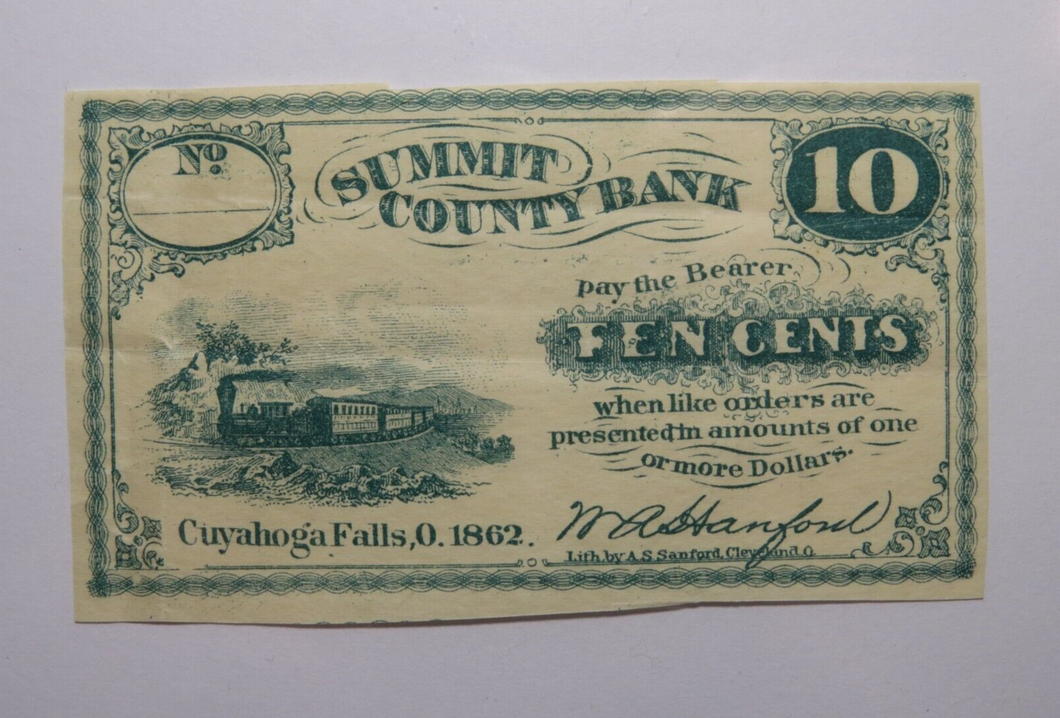 No.
SUMMIT
COUNTY BANK
10
pay the Bearer
TEN CENTS
when like orders are
presented in amounts of one
or more Dollars.
Cuyahoga Falls, O. 1862.
W A Hanford
Lith. by A. S. Sanford, Cleveland, O.